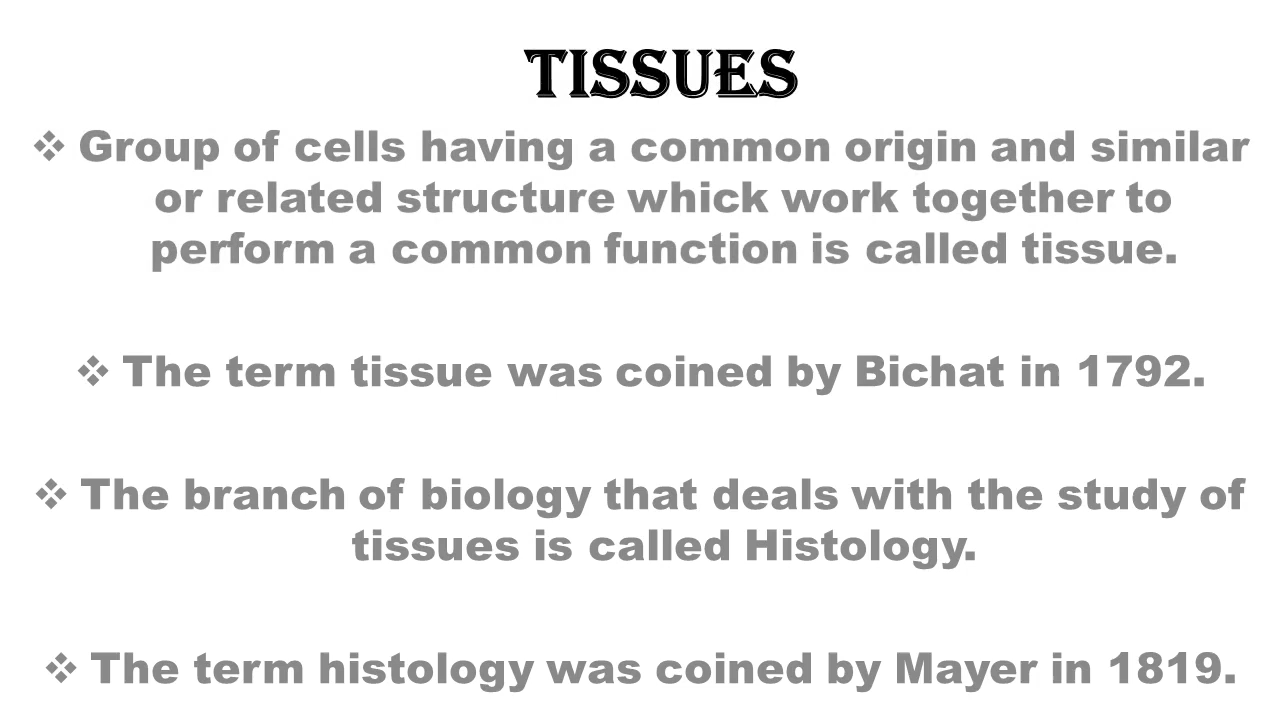 TISSUES
❖ Group of cells having a common origin and similar
or related structure whick work together to
perform a common function is called tissue.
❖ The term tissue was coined by Bichat in 1792.
❖ The branch of biology that deals with the study of
tissues is called Histology.
❖ The term histology was coined by Mayer in 1819.